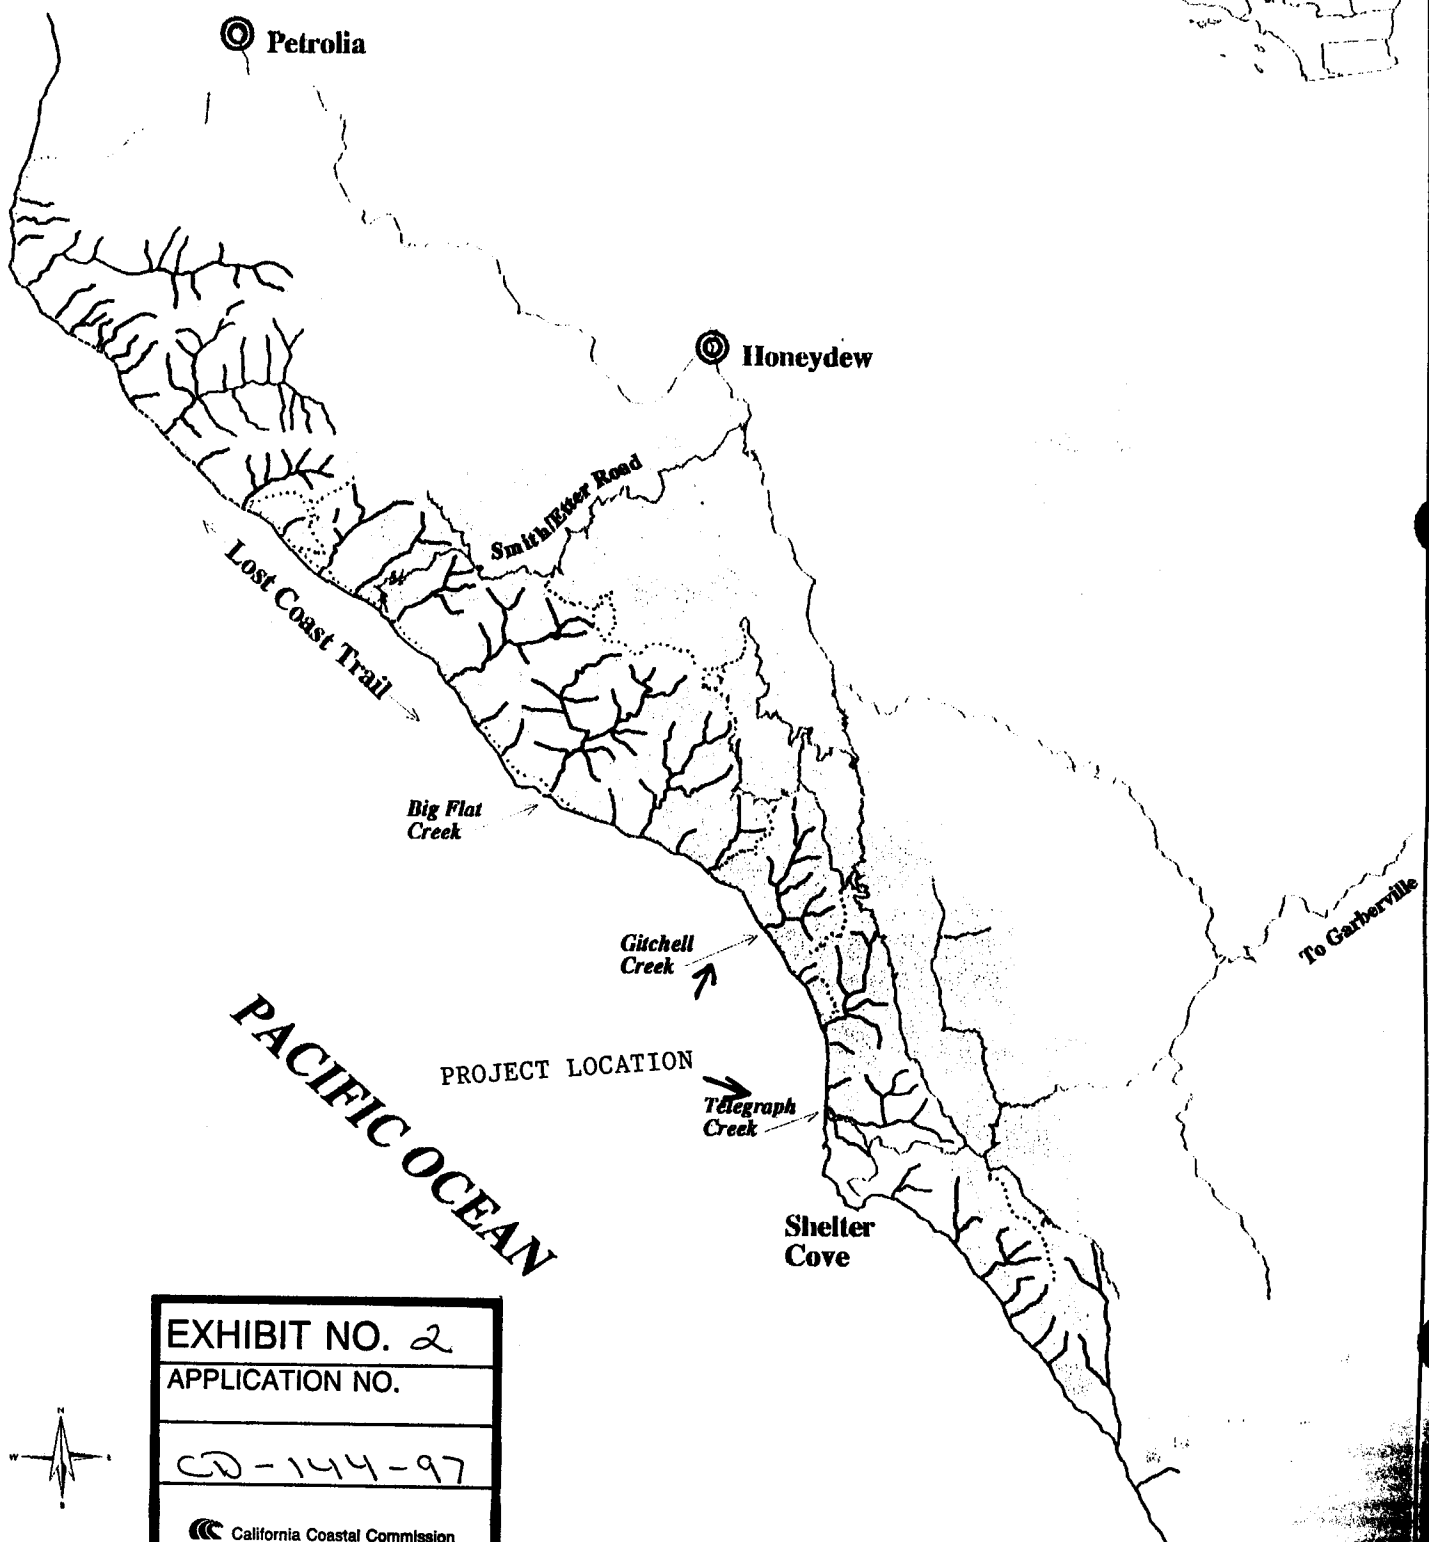 Petrolia
Honeydew
Smith/Etter Road
Lost Coast Trail
Big Flat
Creek
To Garberville
Gitchell
Creek
PACIFIC OCEAN
PROJECT LOCATION
Telegraph
Creek
Shelter
Cove
EXHIBIT NO. 2
APPLICATION NO.
CD-144-97
California Coastal Commission
N
W